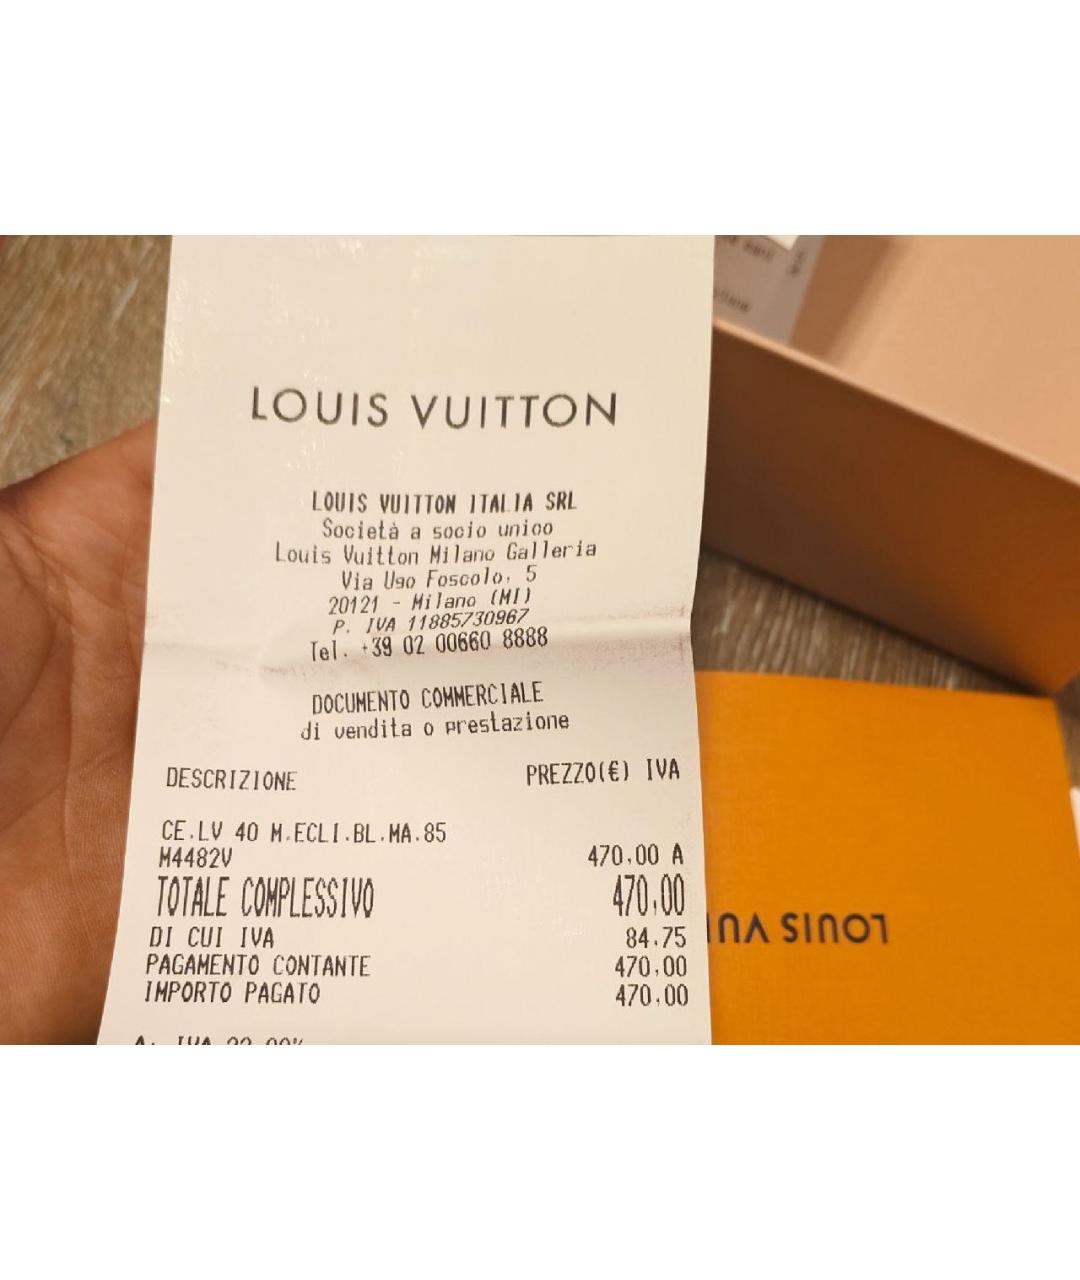 LOUIS VUITTON
LOUIS VUITTON ITALIA SRL
Società a socio unico
Louis Vuitton Milano Galleria
Via Ugo Foscolo, 5
20121 - Milano (MI)
P. IVA 11885730967
Tel. +39 02 00660 8888
DOCUMENTO COMMERCIALE
di vendita o prestazione
DESCRIZIONE PREZZO(€) IVA
CE.LV 40 M.ECLI.BL.MA.85
M4482V 470,00 A
TOTALE COMPLESSIVO 470,00
DI CUI IVA 84,75
PAGAMENTO CONTANTE 470,00
IMPORTO PAGATO 470,00
A: IVA 22,00%
LOUIS VU